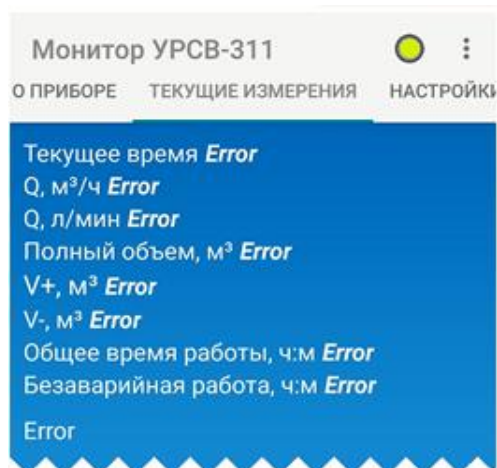 Монитор УРСВ-311
О ПРИБОРЕ ТЕКУЩИЕ ИЗМЕРЕНИЯ НАСТРОЙКИ
Текущее время Error
Q, м³/ч Error
Q, л/мин Error
Полный объем, м³ Error
V+, м³ Error
V-, м³ Error
Общее время работы, ч:м Error
Безаварийная работа, ч:м Error
Error